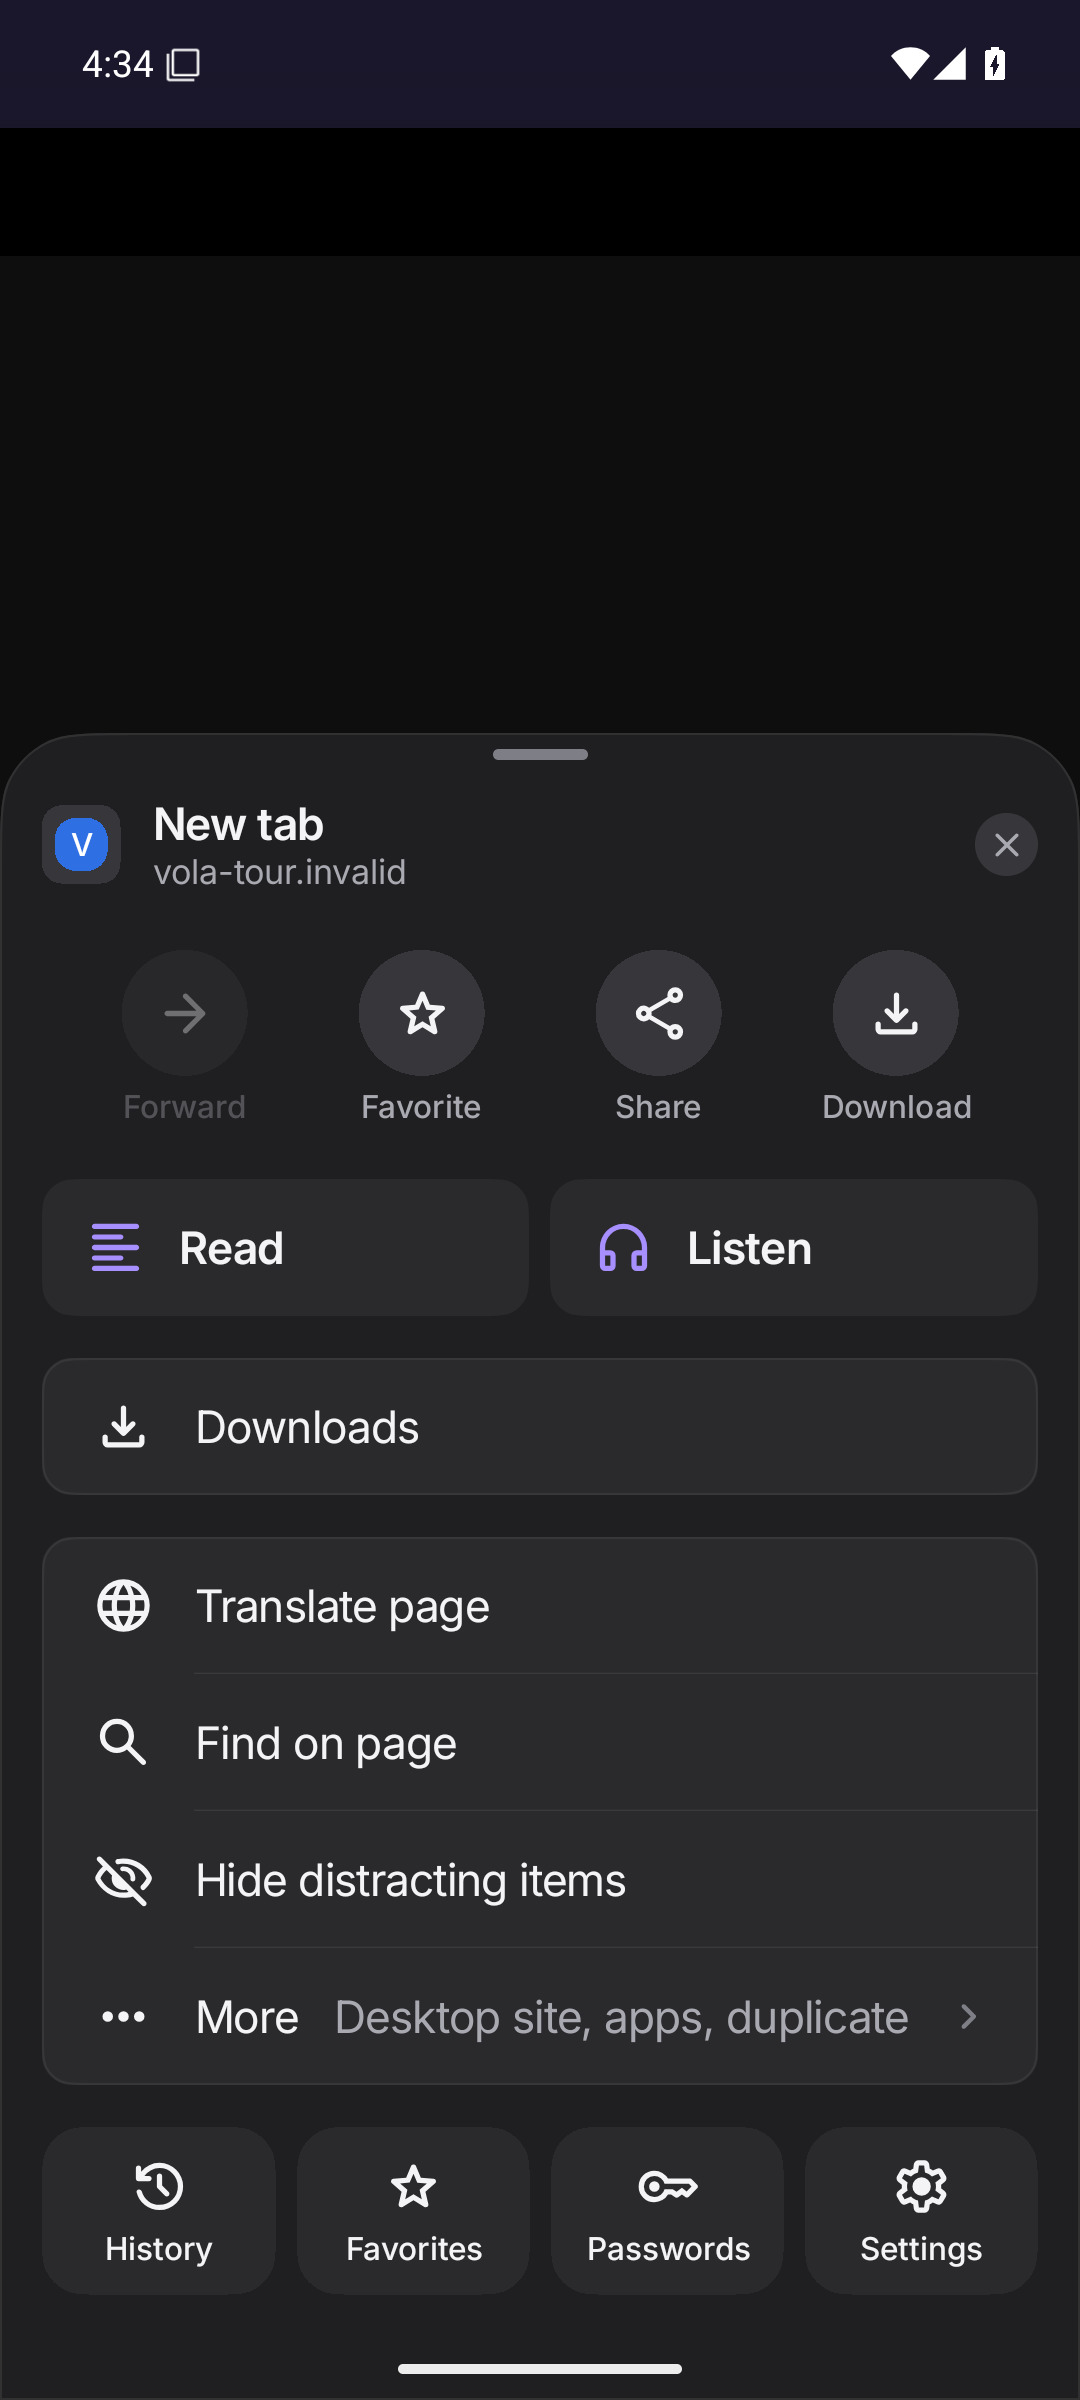 4:34
V
New tab
vola-tour.invalid
Forward
Favorite
Share
Download
Read
Listen
Downloads
Translate page
Find on page
Hide distracting items
More Desktop site, apps, duplicate
History
Favorites
Passwords
Settings